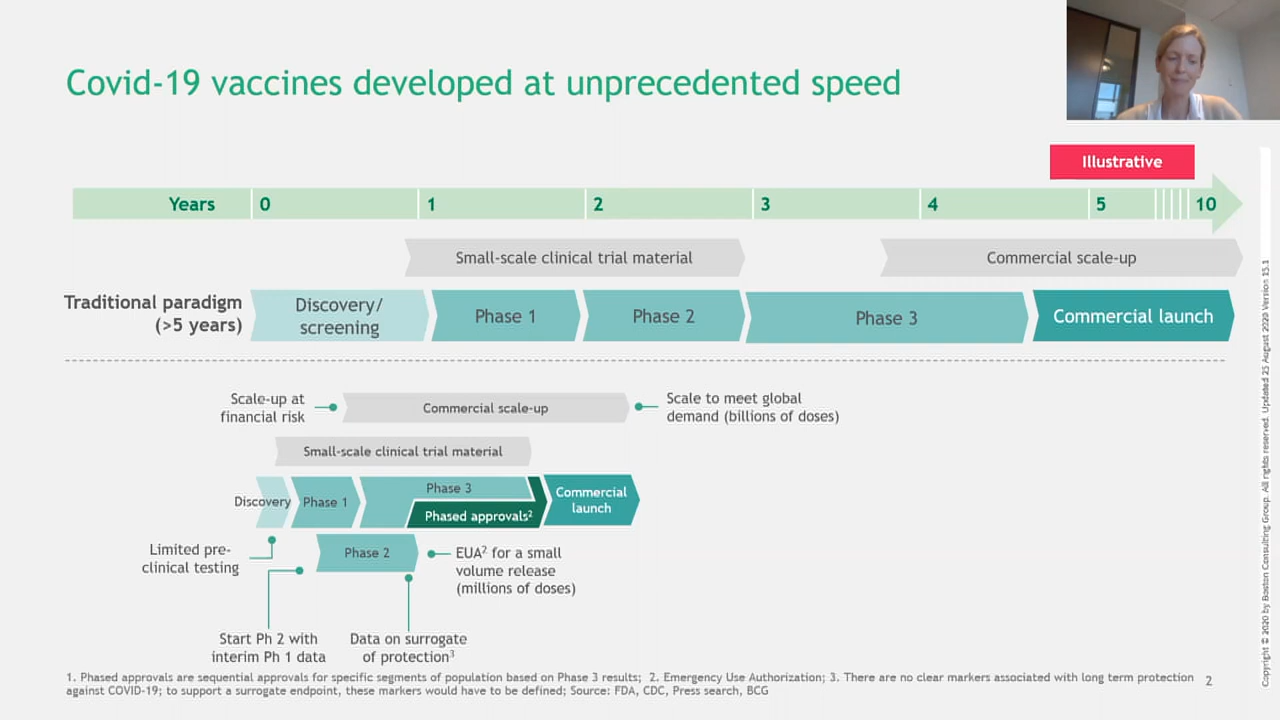 Covid-19 vaccines developed at unprecedented speed
Illustrative
Years 0 1 2 3 4 5 10
Small-scale clinical trial material
Commercial scale-up
Traditional paradigm
(>5 years)
Discovery/
screening
Phase 1
Phase 2
Phase 3
Commercial launch
Scale-up at
financial risk
Commercial scale-up
Scale to meet global
demand (billions of doses)
Small-scale clinical trial material
Discovery
Phase 1
Phase 3
Phased approvals²
Commercial
launch
Limited pre-
clinical testing
Phase 2
EUA² for a small
volume release
(millions of doses)
Start Ph 2 with
interim Ph 1 data
Data on surrogate
of protection³
1. Phased approvals are sequential approvals for specific segments of population based on Phase 3 results; 2. Emergency Use Authorization; 3. There are no clear markers associated with long term protection
against COVID-19; to support a surrogate endpoint, these markers would have to be defined; Source: FDA, CDC, Press search, BCG
2
Copyright © 2020 by Boston Consulting Group. All rights reserved. Updated 25 August 2020 Version 15.1